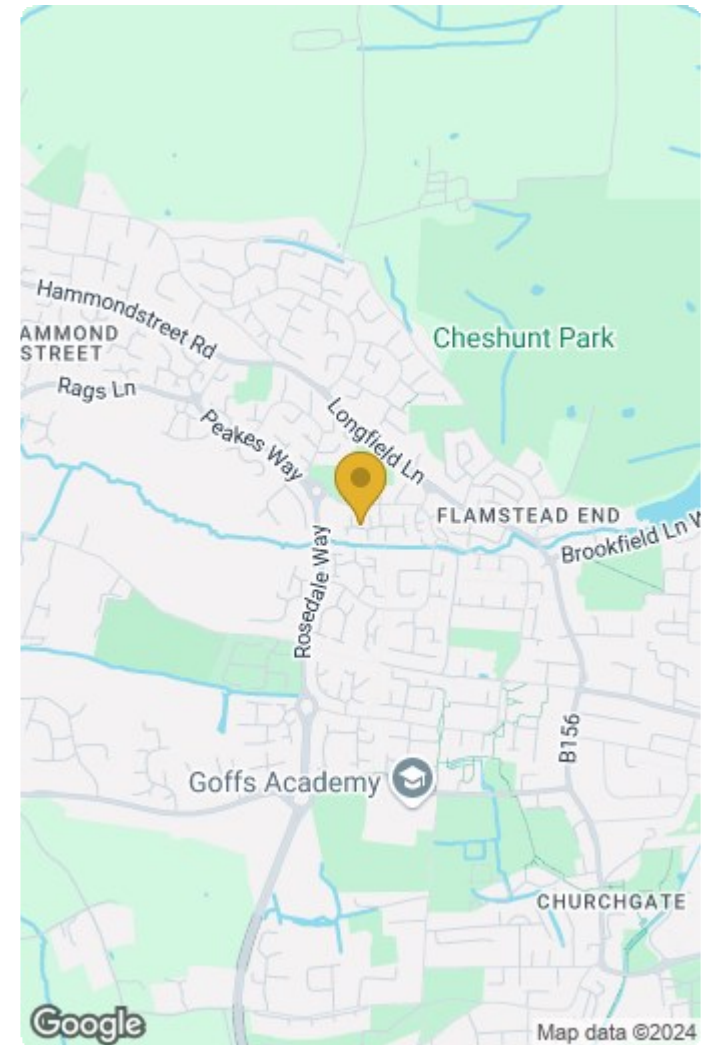 Hammondstreet Rd
Cheshunt Park
AMMOND
STREET
Rags Ln
Peakes Way
Longfield Ln
FLAMSTEAD END
Brookfield Ln W
Rosedale Way
B156
Goffs Academy
CHURCHGATE
Google
Map data ©2024